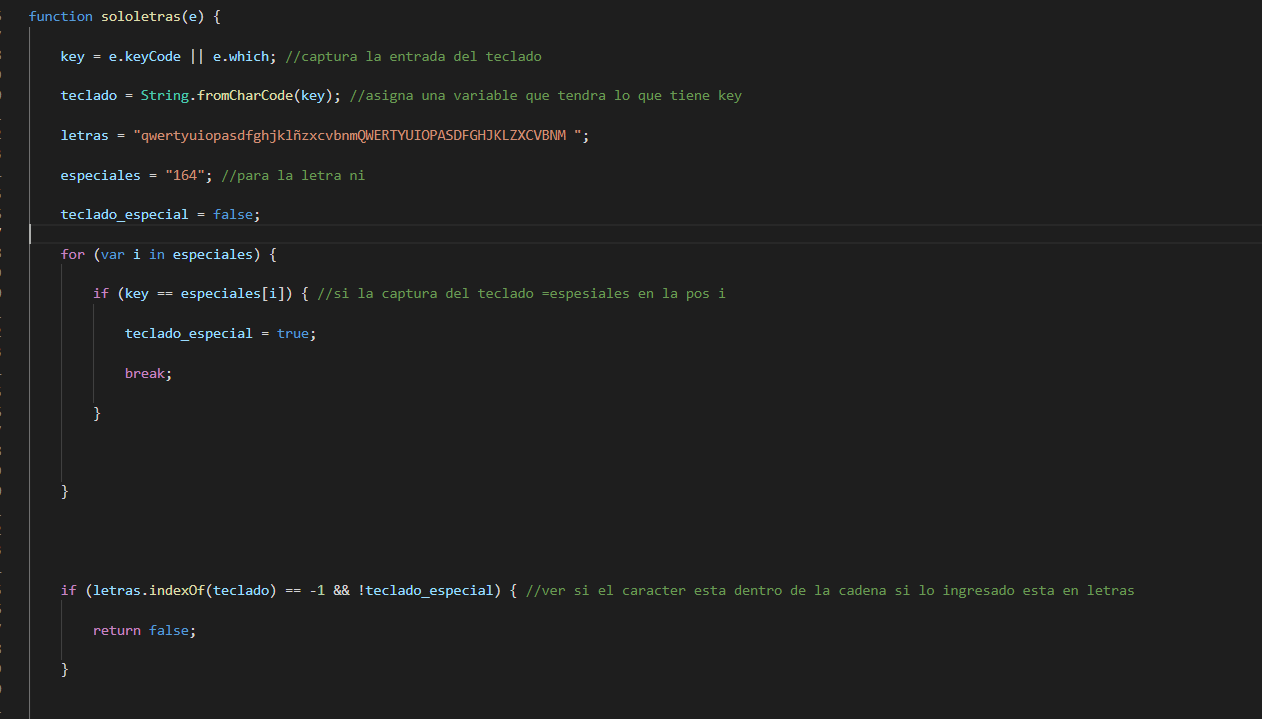 function sololetras(e) {
key = e.keyCode || e.which; //captura la entrada del teclado
teclado = String.fromCharCode(key); //asigna una variable que tendra lo que tiene key
letras = "qwertyuiopasdfghjklñzxcvbnmQWERTYUIOPASDFGHJKLZXCVBNM ";
especiales = "164"; //para la letra ni
teclado_especial = false;
for (var i in especiales) {
if (key == especiales[i]) { //si la captura del teclado =espesiales en la pos i
teclado_especial = true;
break;
}
}
if (letras.indexOf(teclado) == -1 && !teclado_especial) { //ver si el caracter esta dentro de la cadena si lo ingresado esta en letras
return false;
}